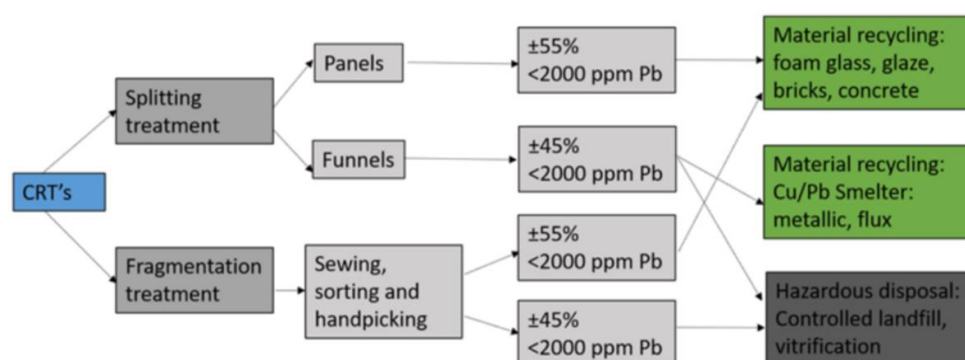 CRT's
Splitting
treatment
Fragmentation
treatment
Panels
Funnels
Sewing,
sorting and
handpicking
±55%
<2000 ppm Pb
±45%
<2000 ppm Pb
±55%
<2000 ppm Pb
±45%
<2000 ppm Pb
Material recycling:
foam glass, glaze,
bricks, concrete
Material recycling:
Cu/Pb Smelter:
metallic, flux
Hazardous disposal:
Controlled landfill,
vitrification